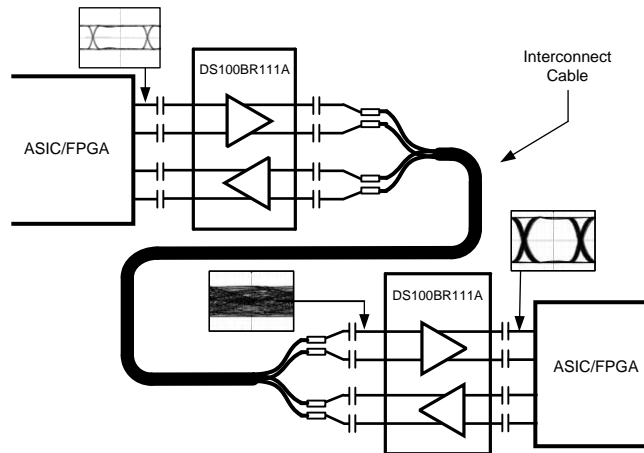 DS100BR111A
Interconnect
Cable
ASIC/FPGA
DS100BR111A
ASIC/FPGA